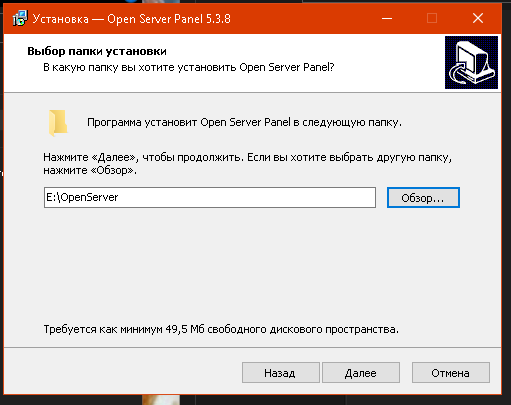 Установка — Open Server Panel 5.3.8
Выбор папки установки
В какую папку вы хотите установить Open Server Panel?
Программа установит Open Server Panel в следующую папку.
Нажмите «Далее», чтобы продолжить. Если вы хотите выбрать другую папку,
нажмите «Обзор».
E:\OpenServer
Обзор...
Требуется как минимум 49,5 Мб свободного дискового пространства.
Назад
Далее
Отмена